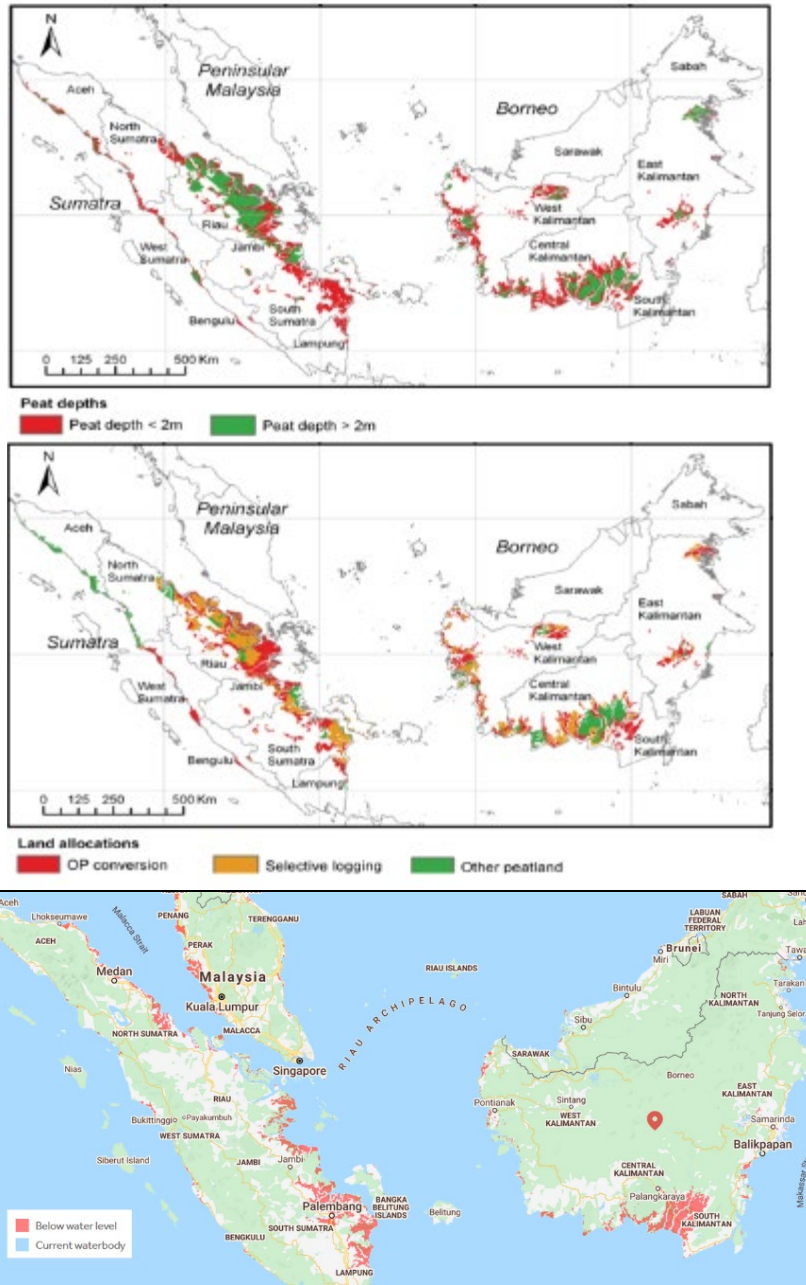 N
Aceh
Peninsular
Malaysia
Sabah
North
Sumatra
Borneo
Sarawak
East
Kalimantan
Sumatra
West
Kalimantan
Riau
West
Sumatra
Jambi
Central
Kalimantan
South
Sumatra
South
Kalimantan
Bengulu
Lampung
0 125 250 500 Km
Peat depths
Peat depth < 2m
Peat depth > 2m
N
Aceh
Peninsular
Malaysia
Sabah
North
Sumatra
Borneo
Sarawak
East
Kalimantan
Sumatra
West
Kalimantan
Riau
West
Sumatra
Jambi
Central
Kalimantan
South
Sumatra
South
Kalimantan
Bengulu
Lampung
0 125 250 500 Km
Land allocations
OP conversion
Selective logging
Other peatland
Aceh
Lhokseumawe
ACEH
Malacca Strait
PENANG
TERENGGANU
PERAK
SABAH
LABUAN
FEDERAL
TERRITORY
Brunei
Miri
Medan
Malaysia
Kuala Lumpur
RIAU ISLANDS
Bintulu
Tarakan
NORTH
KALIMANTAN
Tanjung Selor
MALACCA
NORTH SUMATRA
RIAU ARCHIPELAGO
Sibu
SARAWAK
Singapore
Nias
Borneo
RIAU
Pontianak
Sintang
WEST
KALIMANTAN
EAST
KALIMANTAN
Bukittinggi
Payakumbuh
WEST SUMATRA
Samarinda
Balikpapan
Siberut Island
JAMBI
Jambi
CENTRAL
KALIMANTAN
Palangkaraya
Palembang
BANGKA
BELITUNG
ISLANDS
Belitung
SOUTH
KALIMANTAN
SOUTH SUMATRA
BENGKULU
LAMPUNG
Below water level
Current waterbody